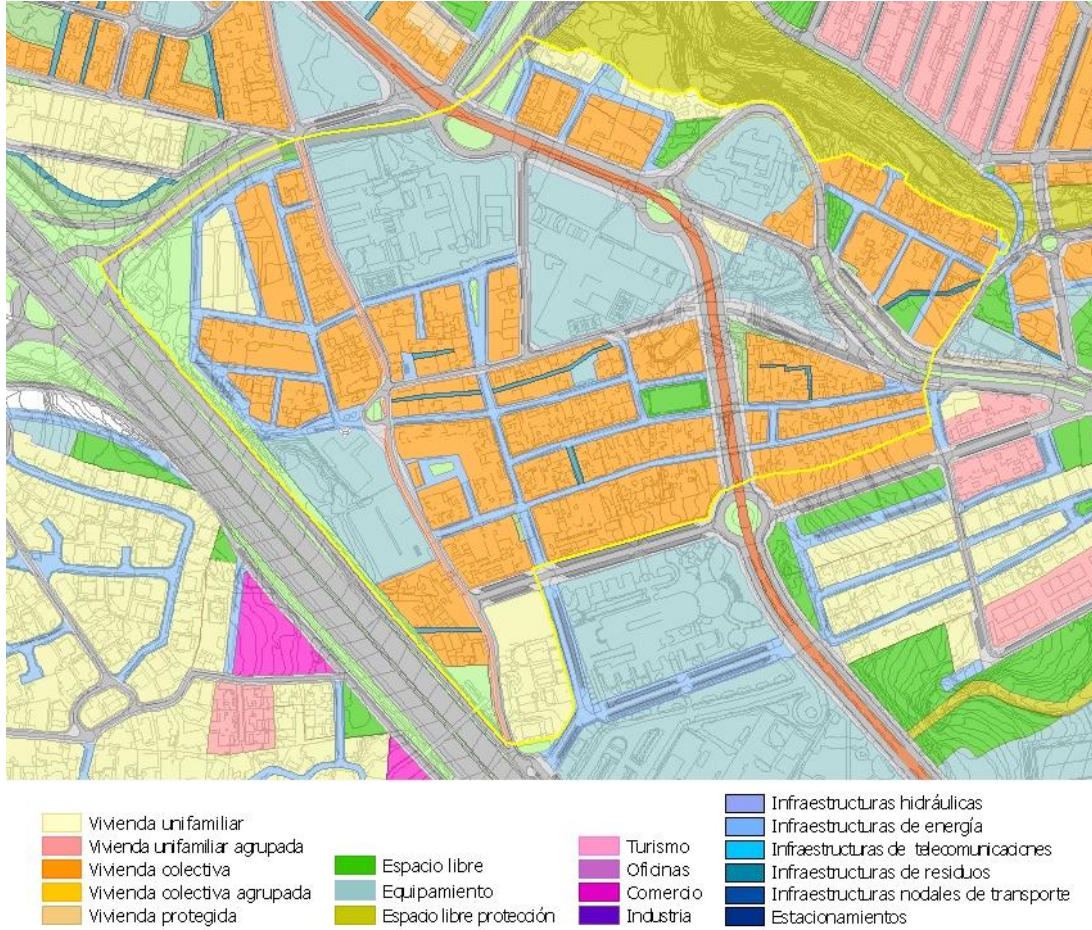 Vivienda unifamiliar
Vivienda unifamiliar agrupada
Vivienda colectiva
Vivienda colectiva agrupada
Vivienda protegida
Espacio libre
Equipamiento
Espacio libre protección
Turismo
Oficinas
Comercio
Industria
Infraestructuras hidráulicas
Infraestructuras de energía
Infraestructuras de telecomunicaciones
Infraestructuras de residuos
Infraestructuras nodales de transporte
Estacionamientos